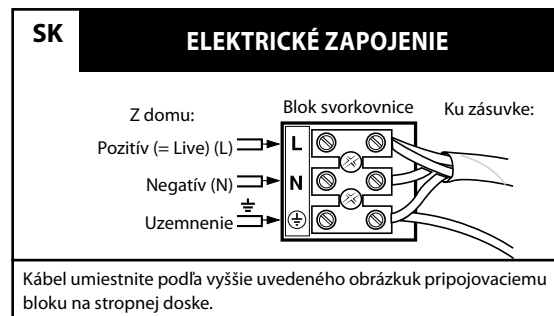 SK
ELEKTRICKÉ ZAPOJENIE
Z domu:
Blok svorkovnice
Ku zásuvke:
Pozitív (= Live) (L)
L
Negatív (N)
N
Uzemnenie
Kábel umiestnite podľa vyššie uvedeného obrázkuk pripojovaciemu
bloku na stropnej doske.